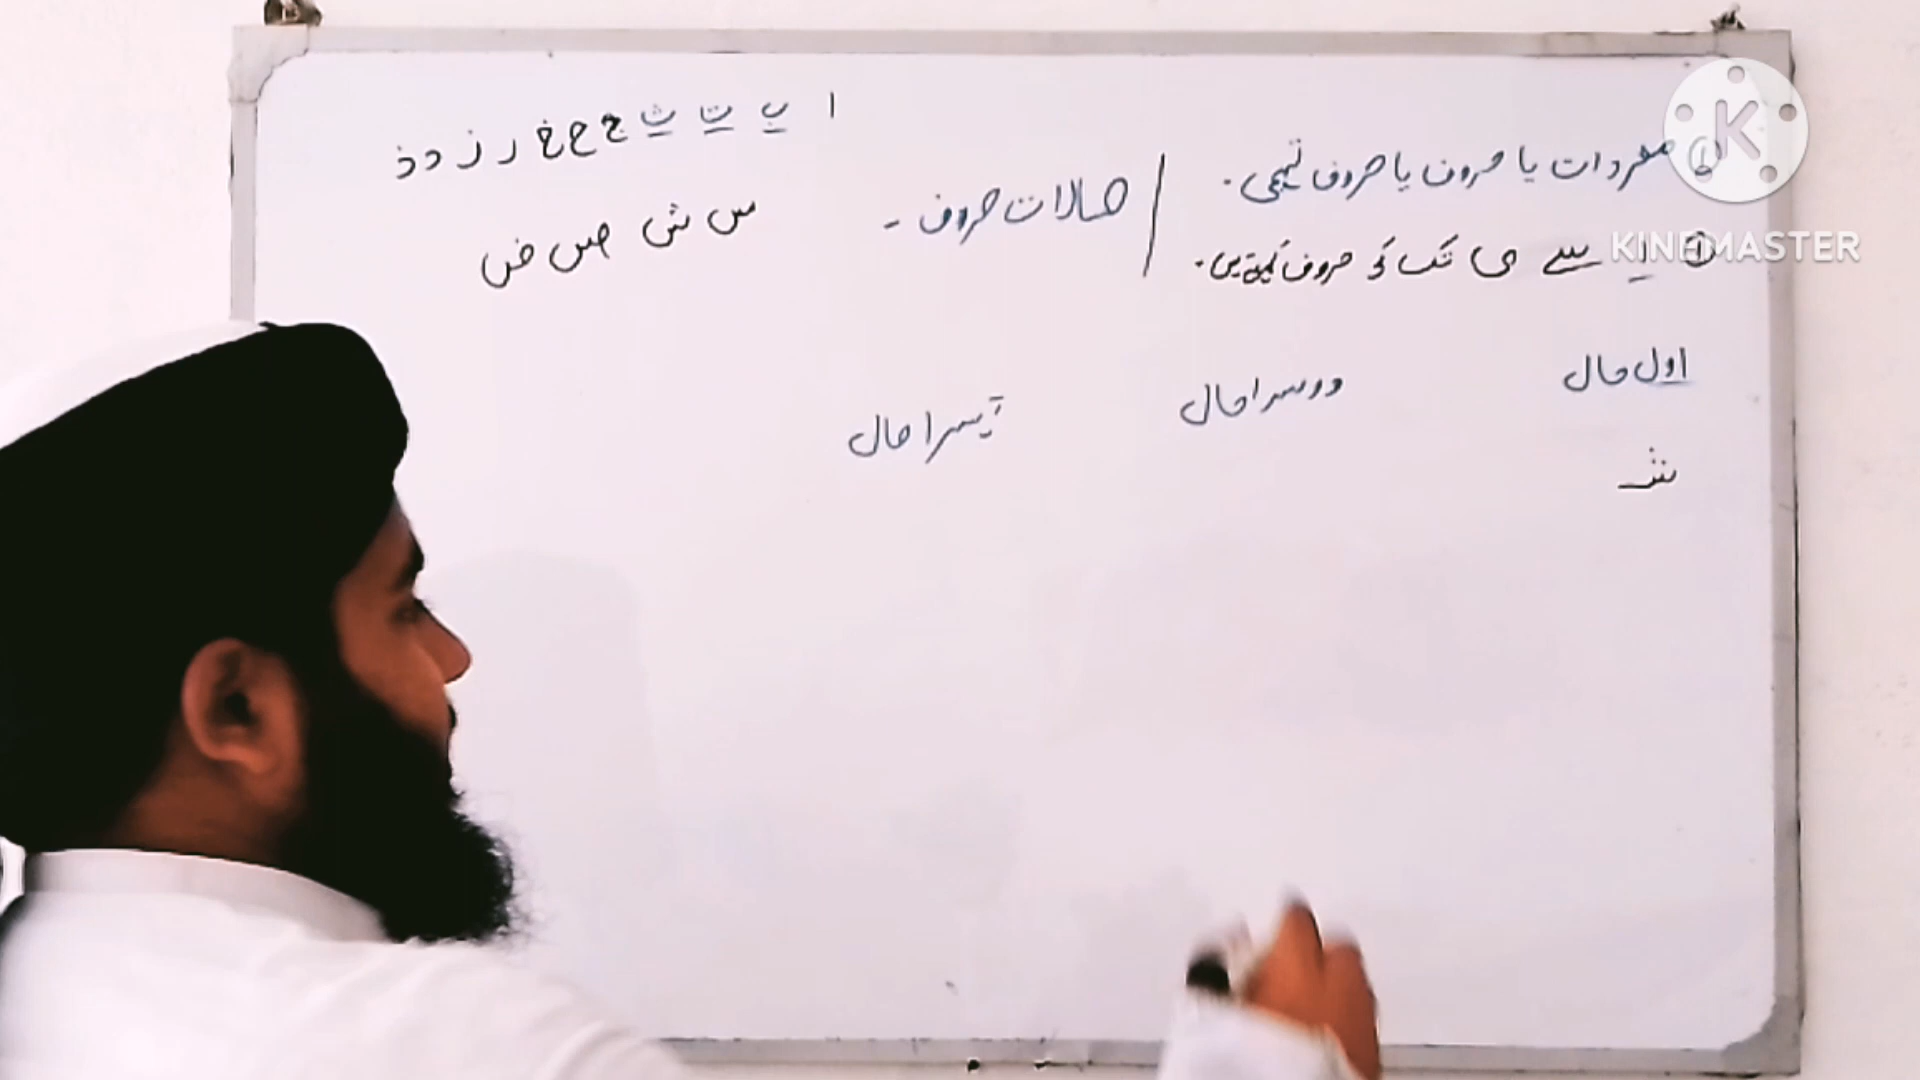 مفردات یا حروف یا حروف تہجی۔
ا سے ی تک کو حروف کہتے ہیں۔
حالات حروف ۔
ا ب ت ث ج ح خ ر ز د ذ
س ش ص ض
اول حال
دوسرا حال
تیسرا حال
KINEMASTER